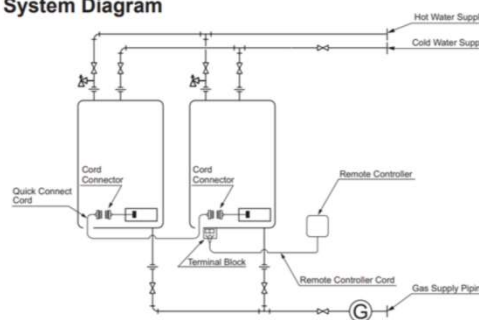 System Diagram
Hot Water Suppl
Cold Water Supp
Cord
Connector
Cord
Connector
Remote Controller
Quick Connect
Cord
Terminal Block
Remote Controller Cord
Gas Supply Pipin
G